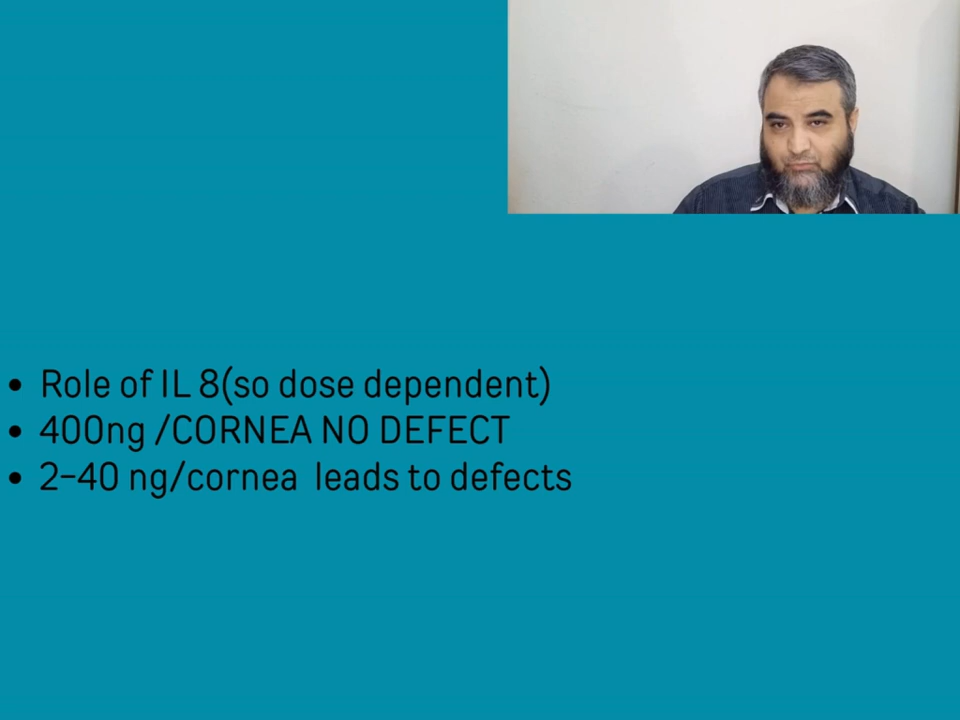 • Role of IL 8(so dose dependent)
• 400ng /CORNEA NO DEFECT
• 2-40 ng/cornea leads to defects